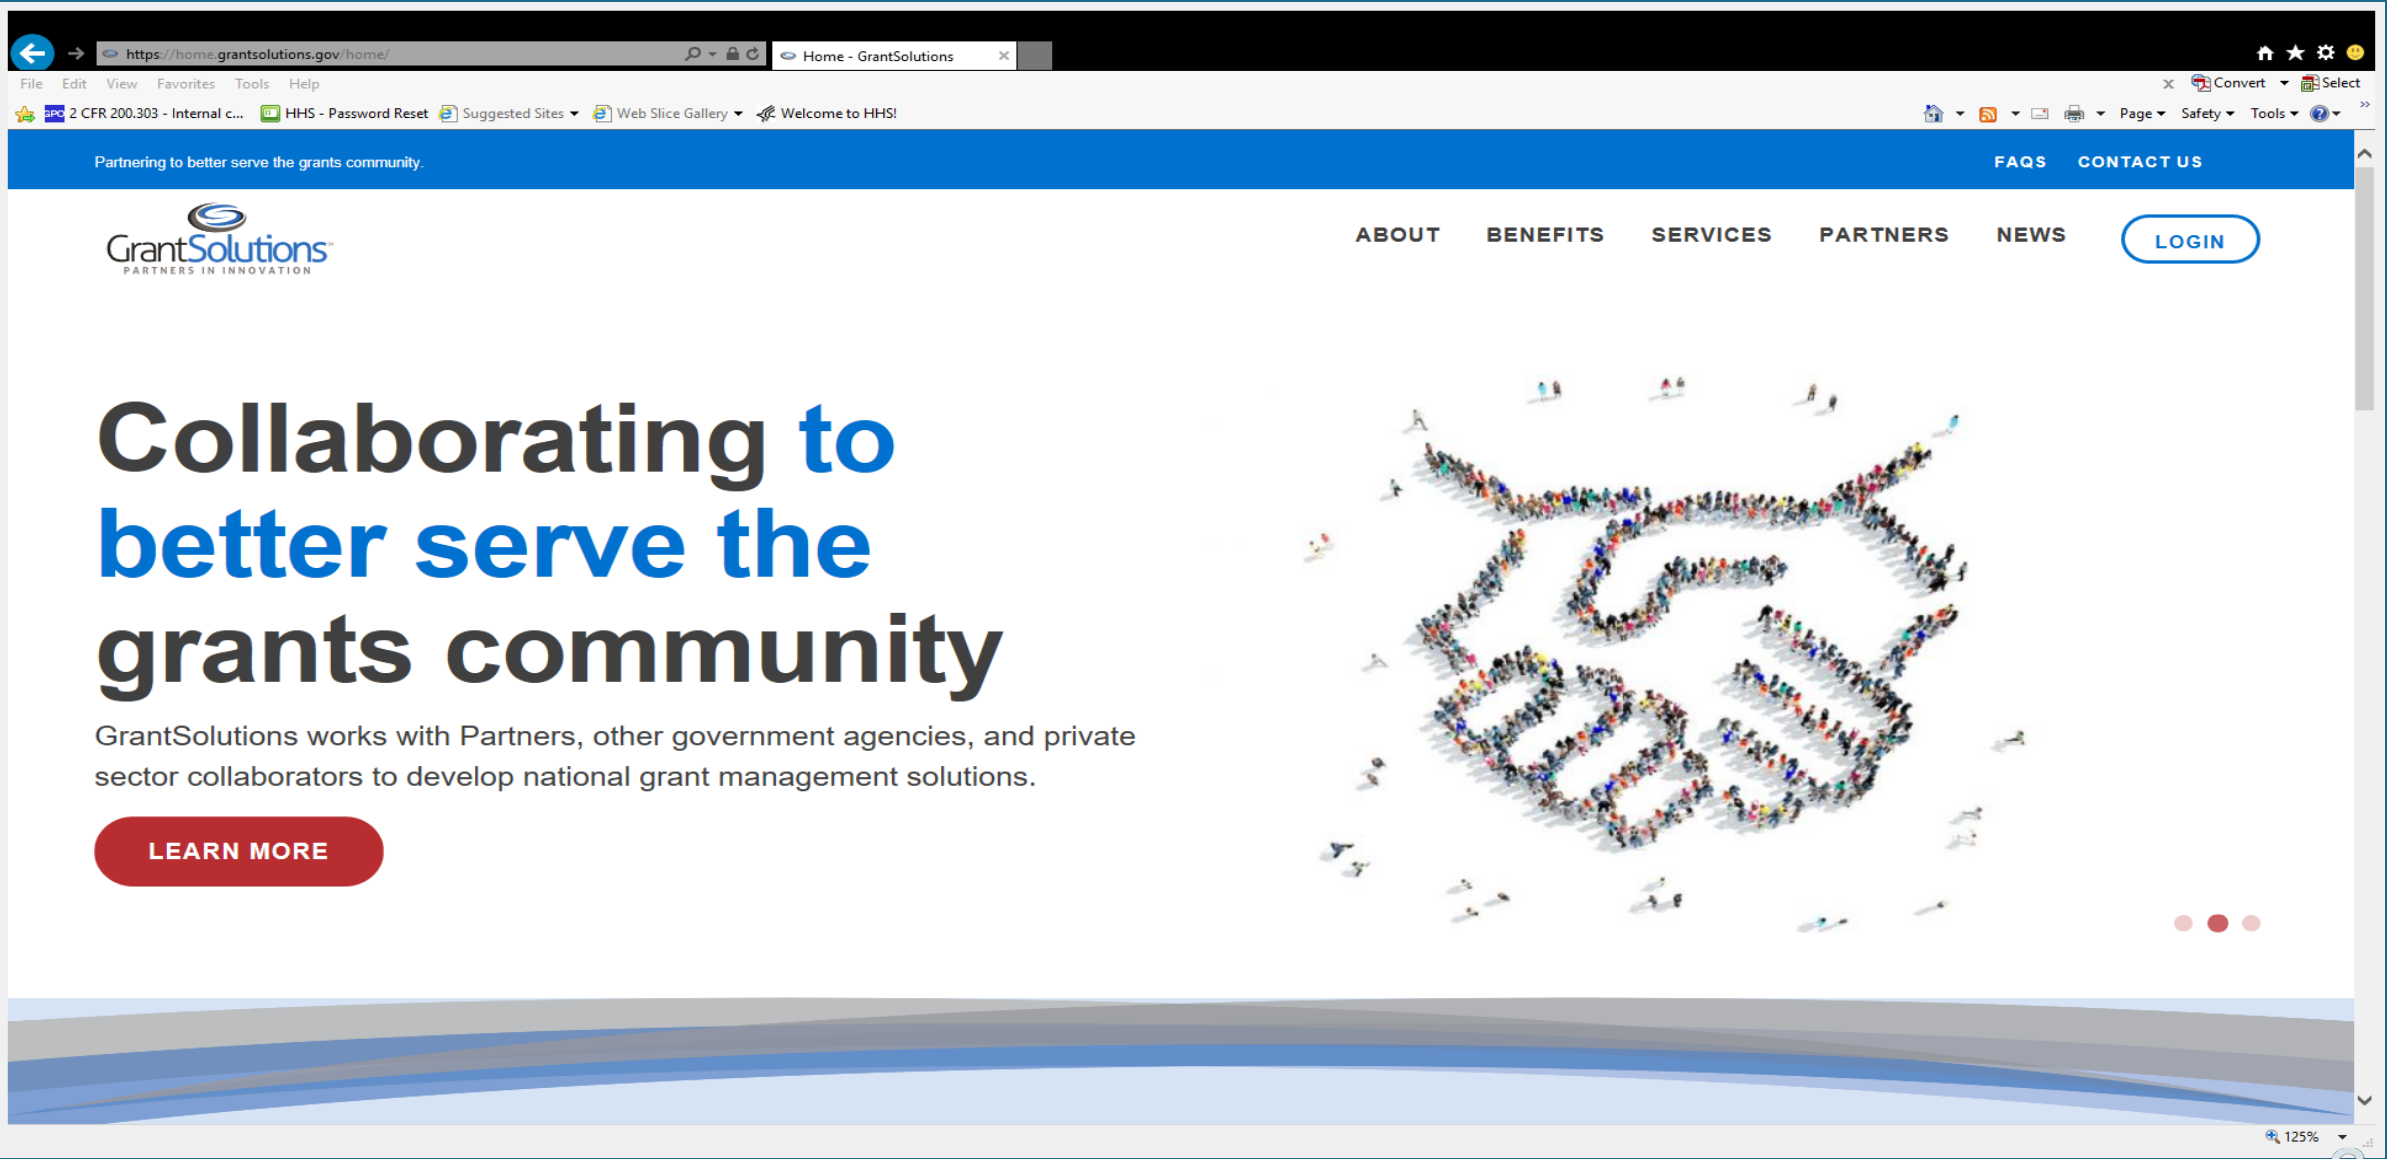 https://home.grantsolutions.gov/home/
Home - GrantSolutions
File Edit View Favorites Tools Help
Convert Select
GPO 2 CFR 200.303 - Internal c... HHS - Password Reset Suggested Sites Web Slice Gallery Welcome to HHS!
Page Safety Tools
Partnering to better serve the grants community.
FAQS CONTACT US
GrantSolutions
PARTNERS IN INNOVATION
ABOUT BENEFITS SERVICES PARTNERS NEWS LOGIN
Collaborating to
better serve the
grants community
GrantSolutions works with Partners, other government agencies, and private
sector collaborators to develop national grant management solutions.
LEARN MORE
125%